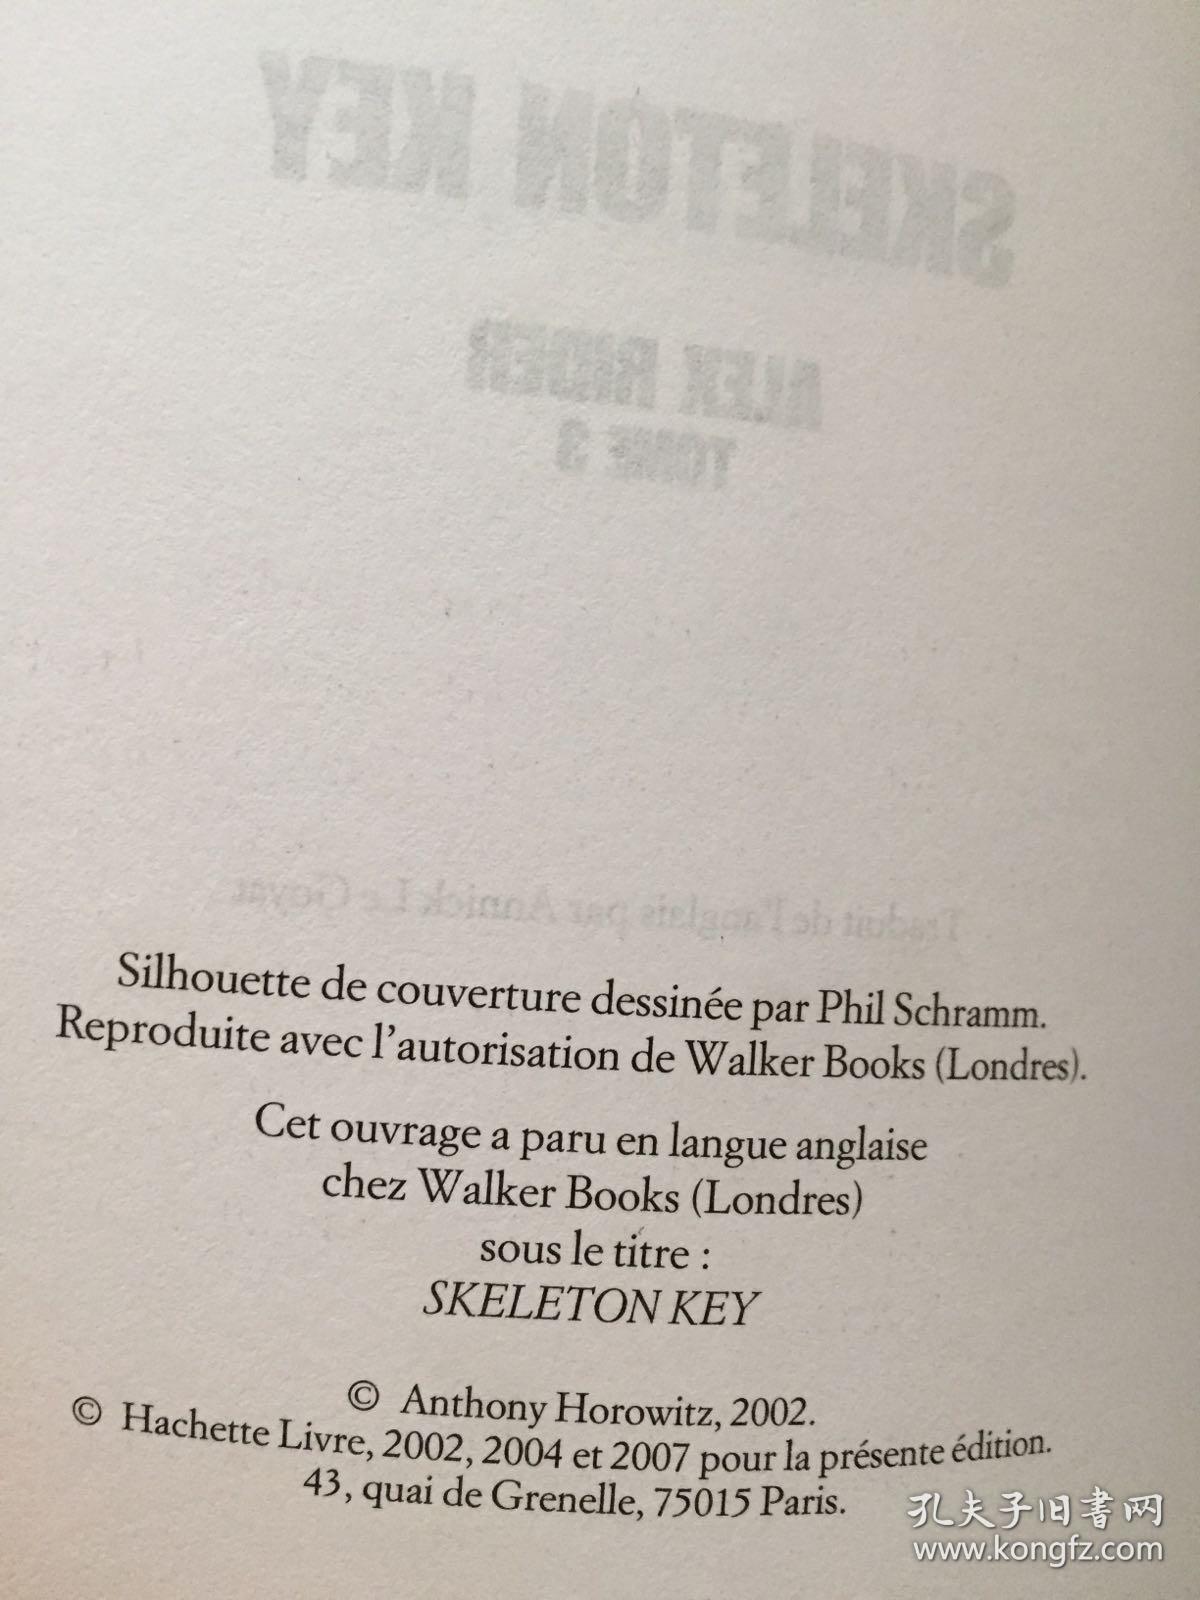 SKELETON KEY
ALEX RIDER
TOME 3
Traduit de l'anglais par Annick Le Goyat
Silhouette de couverture dessinée par Phil Schramm.
Reproduite avec l'autorisation de Walker Books (Londres).
Cet ouvrage a paru en langue anglaise
chez Walker Books (Londres)
sous le titre :
SKELETON KEY
© Anthony Horowitz, 2002.
© Hachette Livre, 2002, 2004 et 2007 pour la présente édition.
43, quai de Grenelle, 75015 Paris.
孔夫子旧书网
www.kongfz.com